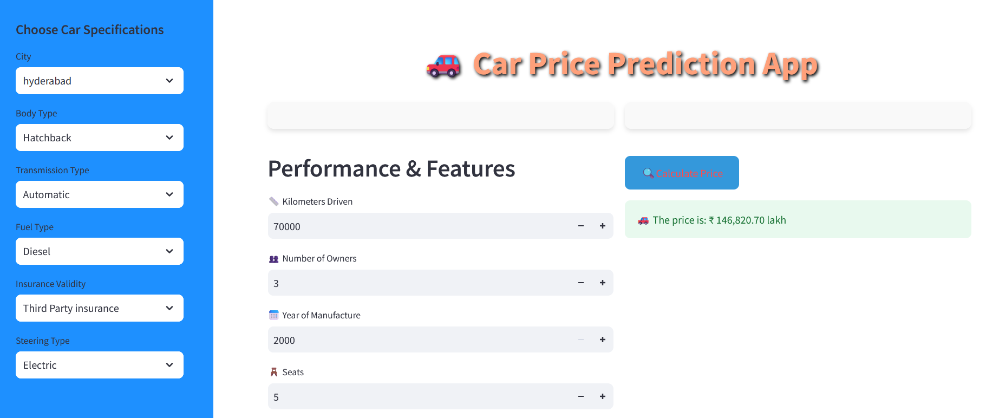 Choose Car Specifications
City
hyderabad
Body Type
Hatchback
Transmission Type
Automatic
Fuel Type
Diesel
Insurance Validity
Third Party insurance
Steering Type
Electric
🚗 Car Price Prediction App
Performance & Features
📏 Kilometers Driven
70000
👥 Number of Owners
3
📅 Year of Manufacture
2000
🪑 Seats
5
🔍 Calculate Price
🚗 The price is: ₹ 146,820.70 lakh